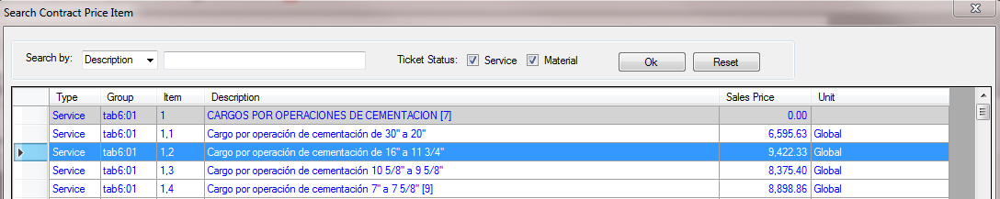 Search Contract Price Item
Search by: Description Ticket Status: Service Material Ok Reset
Type Group Item Description Sales Price Unit
Service tab6:01 1 CARGOS POR OPERACIONES DE CEMENTACION [7] 0.00
Service tab6:01 1,1 Cargo por operación de cementación de 30" a 20" 6,595.63 Global
Service tab6:01 1,2 Cargo por operación de cementación de 16" a 11 3/4" 9,422.33 Global
Service tab6:01 1,3 Cargo por operación de cementación 10 5/8" a 9 5/8" 8,375.40 Global
Service tab6:01 1,4 Cargo por operación de cementación 7" a 7 5/8" [9] 8,898.86 Global